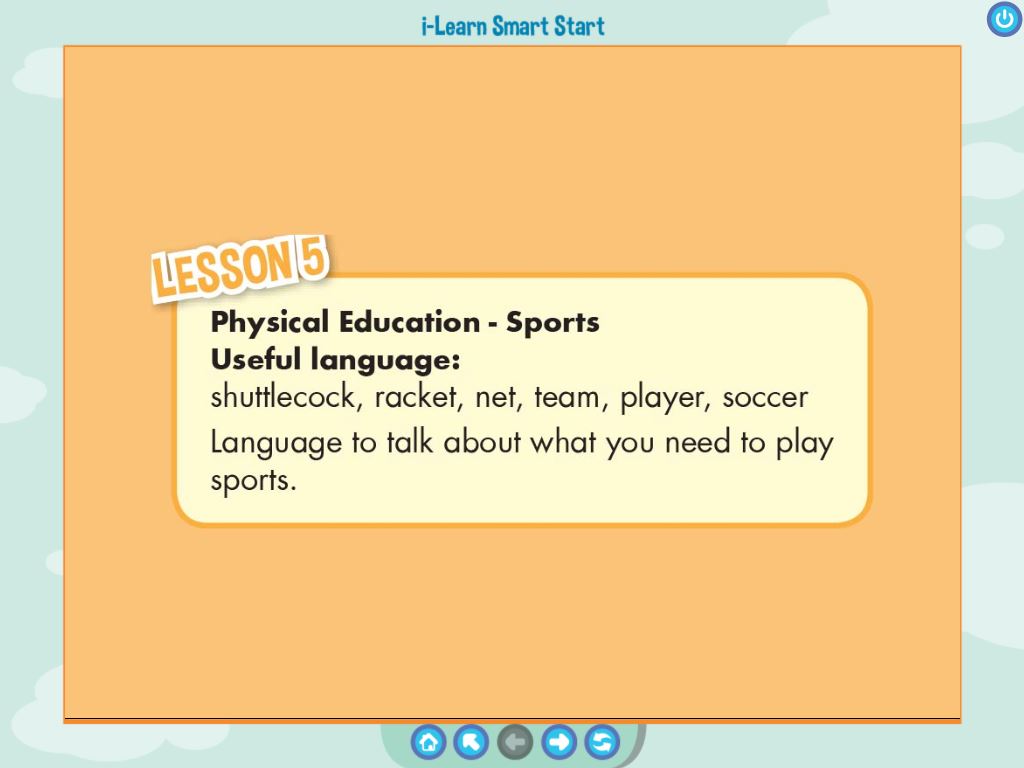 i-Learn Smart Start
LESSON 5
Physical Education - Sports
Useful language:
shuttlecock, racket, net, team, player, soccer
Language to talk about what you need to play
sports.